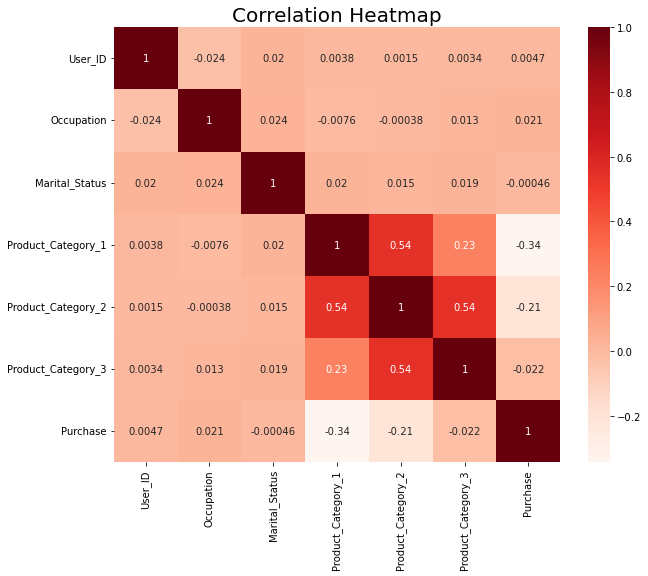 Correlation Heatmap
User_ID 1 -0.024 0.02 0.0038 0.0015 0.0034 0.0047
Occupation -0.024 1 0.024 -0.0076 -0.00038 0.013 0.021
Marital_Status 0.02 0.024 1 0.02 0.015 0.019 -0.00046
Product_Category_1 0.0038 -0.0076 0.02 1 0.54 0.23 -0.34
Product_Category_2 0.0015 -0.00038 0.015 0.54 1 0.54 -0.21
Product_Category_3 0.0034 0.013 0.019 0.23 0.54 1 -0.022
Purchase 0.0047 0.021 -0.00046 -0.34 -0.21 -0.022 1
User_ID
Occupation
Marital_Status
Product_Category_1
Product_Category_2
Product_Category_3
Purchase
1.0
0.8
0.6
0.4
0.2
0.0
−0.2